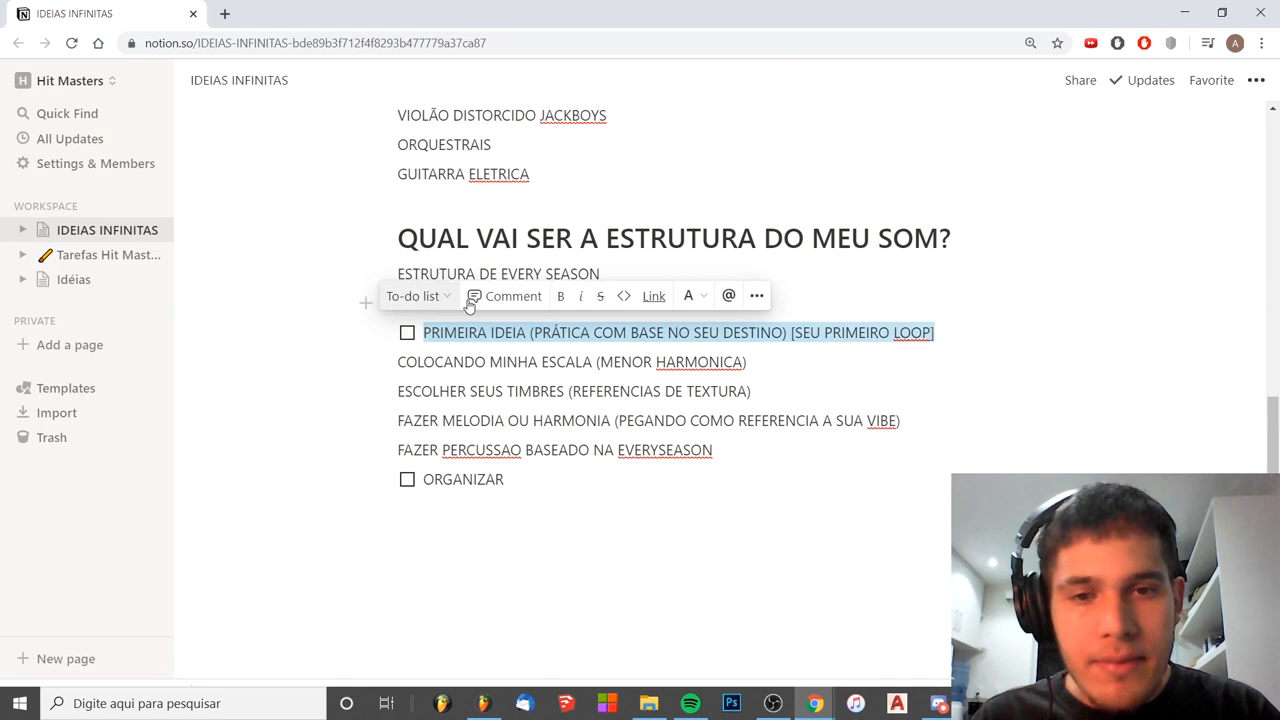 IDEIAS INFINITAS
notion.so/IDEIAS-INFINITAS-bde89b3f712f4f8293b477779a37ca87
A
H Hit Masters
IDEIAS INFINITAS
Share
Updates
Favorite
Quick Find
All Updates
Settings & Members
WORKSPACE
IDEIAS INFINITAS
Tarefas Hit Mast...
Idéias
PRIVATE
Add a page
Templates
Import
Trash
New page
VIOLÃO DISTORCIDO JACKBOYS
ORQUESTRAIS
GUITARRA ELETRICA
QUAL VAI SER A ESTRUTURA DO MEU SOM?
ESTRUTURA DE EVERY SEASON
To-do list Comment B i S <> Link A @ •••
PRIMEIRA IDEIA (PRÁTICA COM BASE NO SEU DESTINO) [SEU PRIMEIRO LOOP]
COLOCANDO MINHA ESCALA (MENOR HARMONICA)
ESCOLHER SEUS TIMBRES (REFERENCIAS DE TEXTURA)
FAZER MELODIA OU HARMONIA (PEGANDO COMO REFERENCIA A SUA VIBE)
FAZER PERCUSSAO BASEADO NA EVERYSEASON
ORGANIZAR
Digite aqui para pesquisar
Ps
A